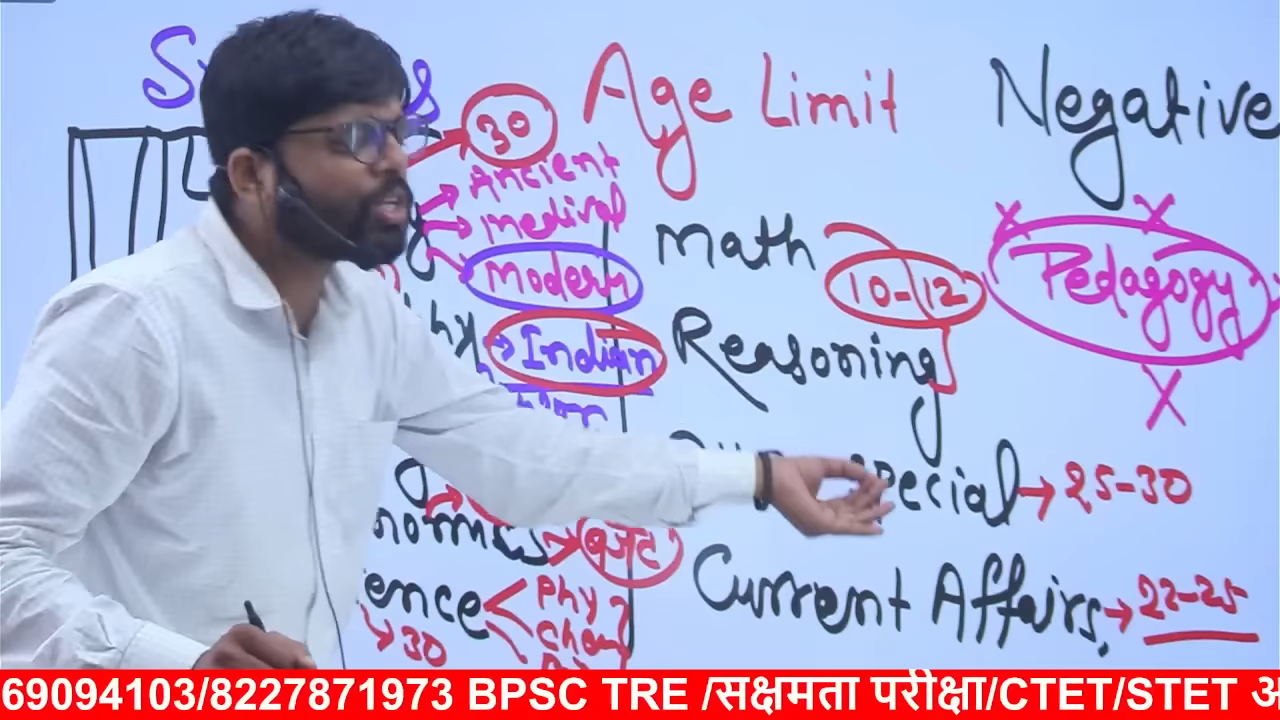 Age Limit
Negative
30
Ancient
medival
Modern
Math
10-12
Pedagogy
Indian
Reasoning
special → 25-30
बजट
Current Affairs → 22-25
Phy
Chem
30
69094103/8227871973 BPSC TRE /सक्षमता परीक्षा/CTET/STET अ